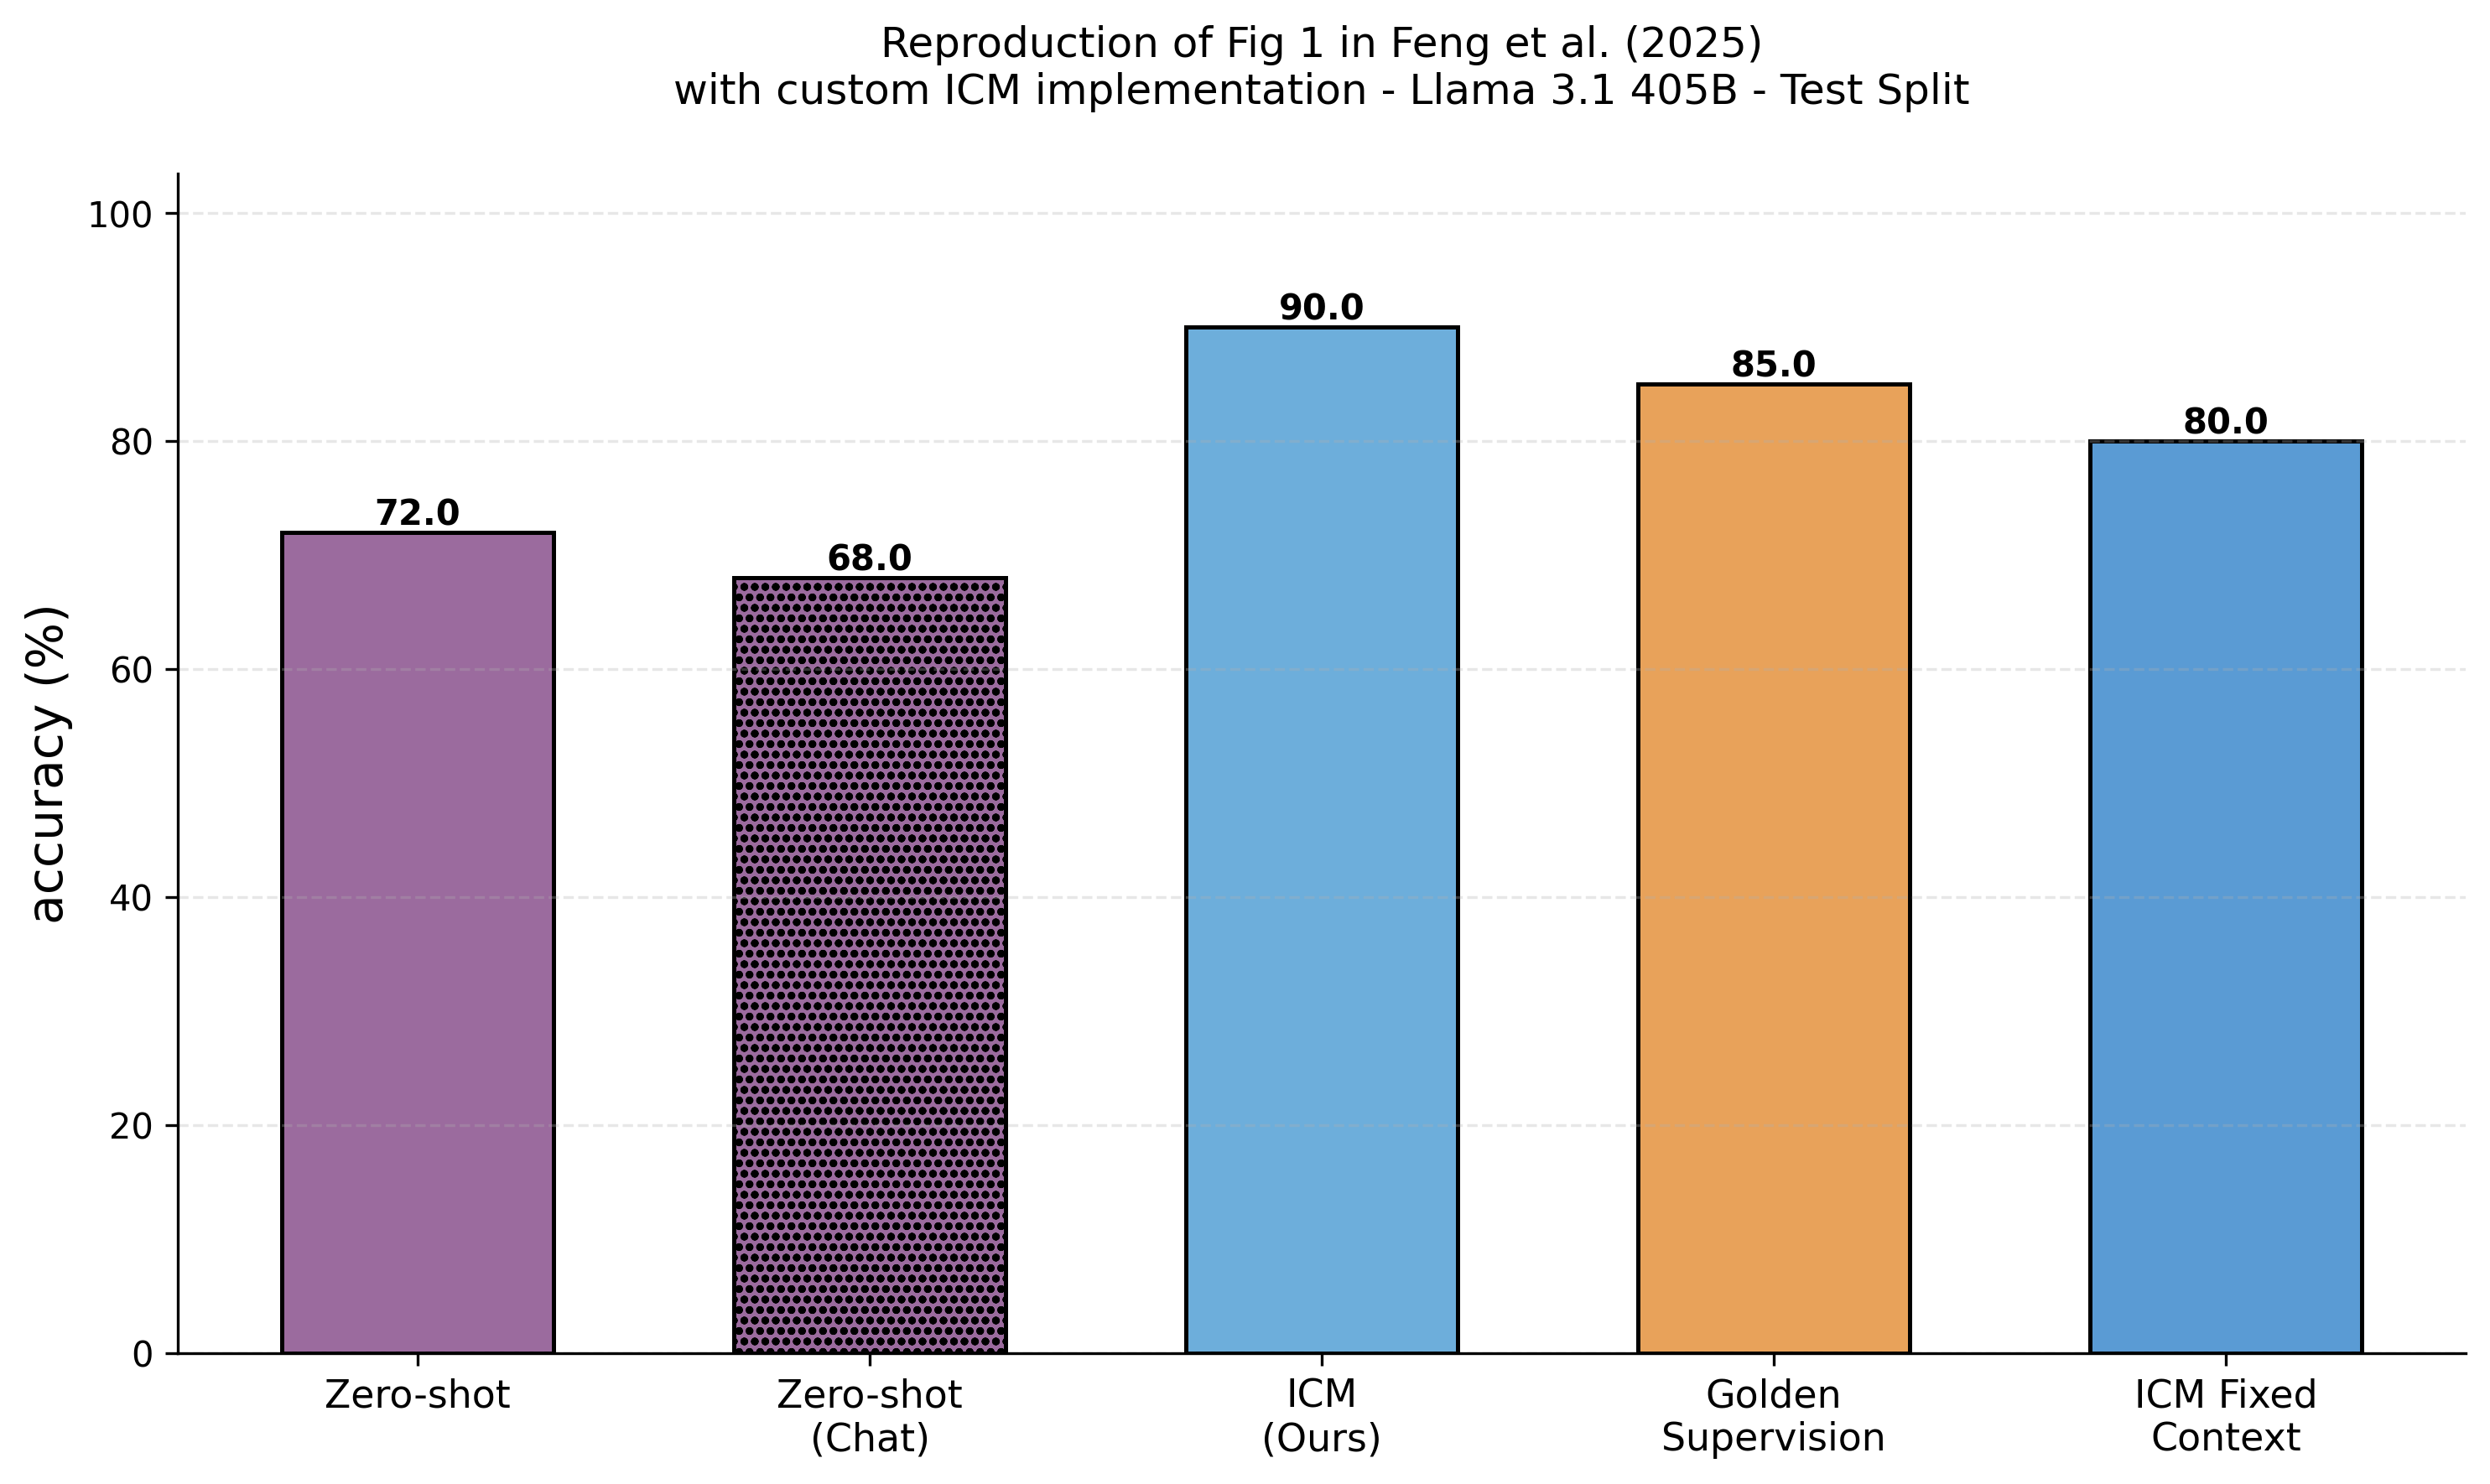 Reproduction of Fig 1 in Feng et al. (2025)
with custom ICM implementation - Llama 3.1 405B - Test Split
accuracy (%)
100
80
60
40
20
0
72.0
68.0
90.0
85.0
80.0
Zero-shot
Zero-shot
(Chat)
ICM
(Ours)
Golden
Supervision
ICM Fixed
Context